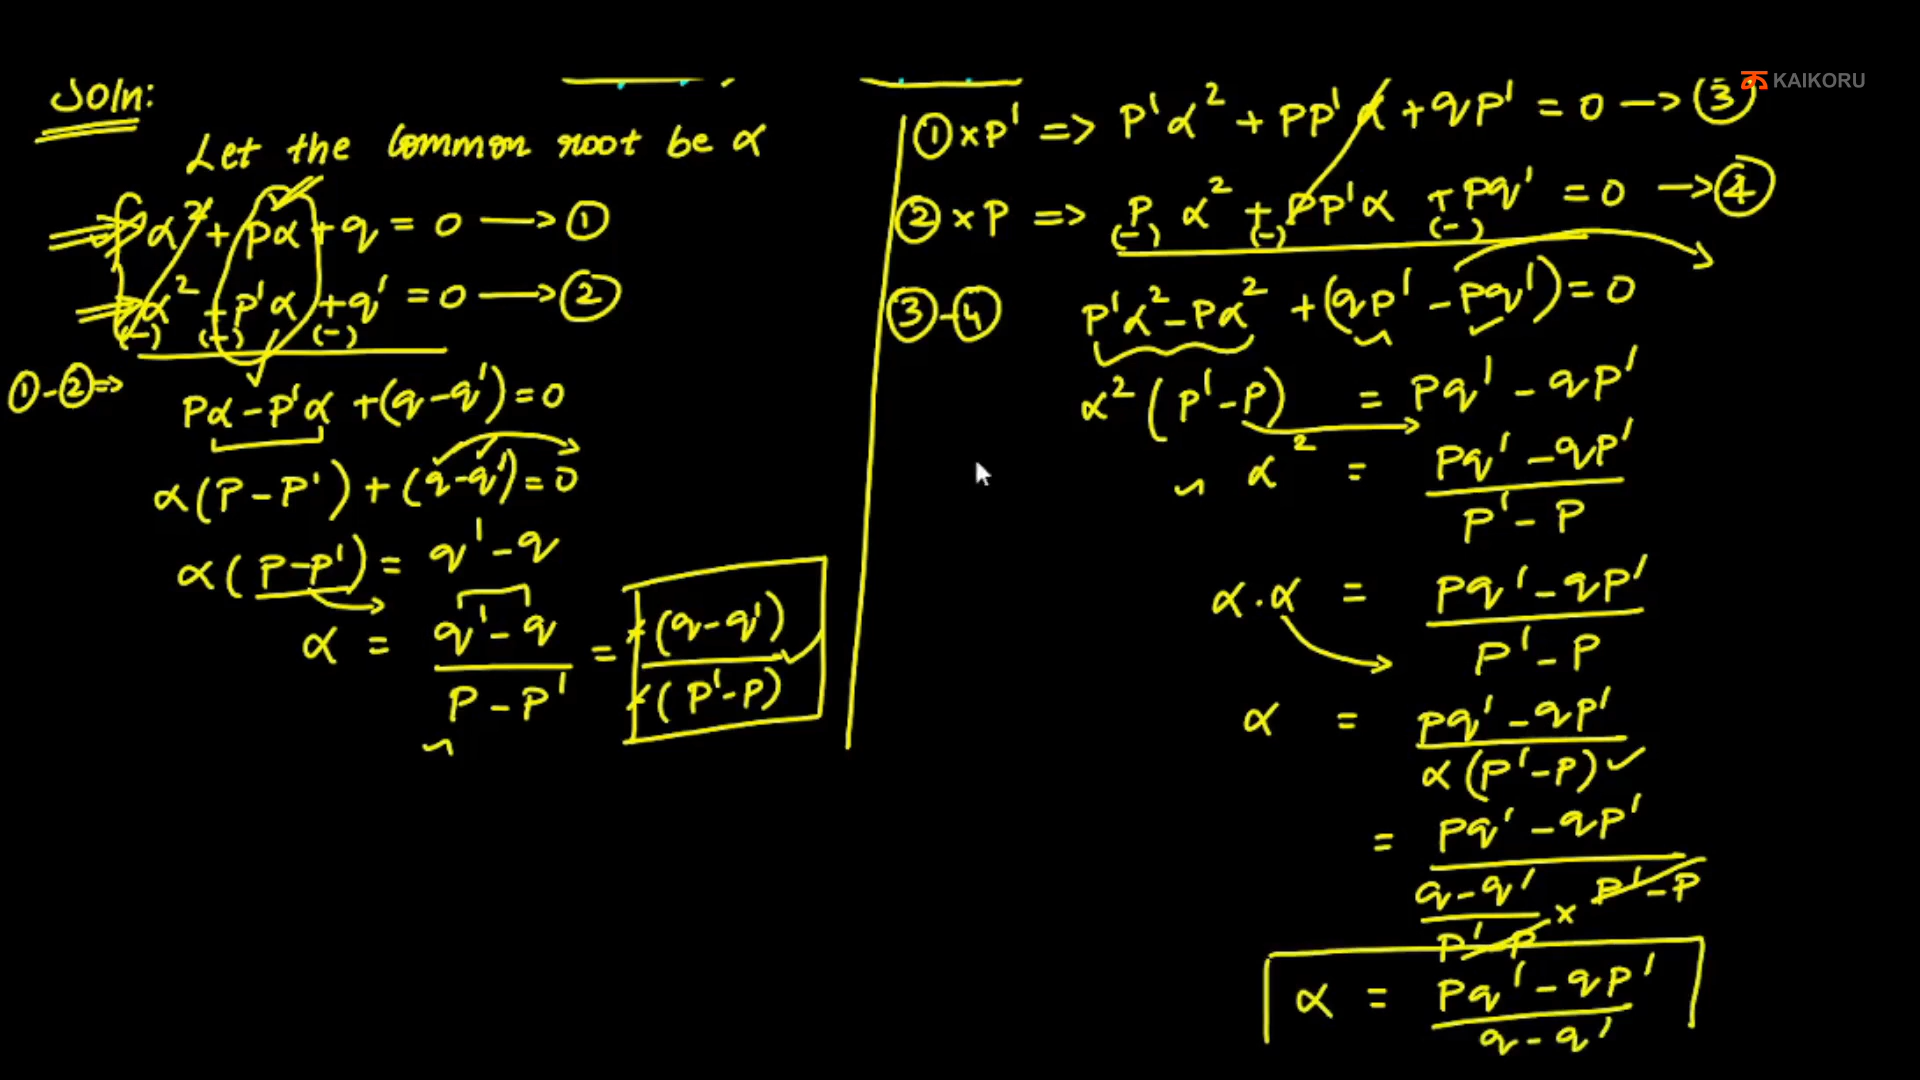 Soln:
Let the common root be α
α² + pα + q = 0 → ①
α² + p'α + q' = 0 → ②
(-) (-) (-)
① - ② ⇒
pα - p'α + (q - q') = 0
α(p - p') + (q - q') = 0
α(p - p') = q' - q
α = q' - q / p - p' = -(q - q') / -(p' - p)
① × p' ⇒ p'α² + pp'α + qp' = 0 → ③
② × p ⇒ pα² + pp'α + pq' = 0 → ④
(-) (-) (-)
③ - ④ p'α² - pα² + (qp' - pq') = 0
α²(p' - p) = pq' - qp'
α² = pq' - qp' / p' - p
α . α = pq' - qp' / p' - p
α = pq' - qp' / α(p' - p)
= pq' - qp' / q - q' / p' - p × p' - p
α = pq' - qp' / q - q'
KAIKORU